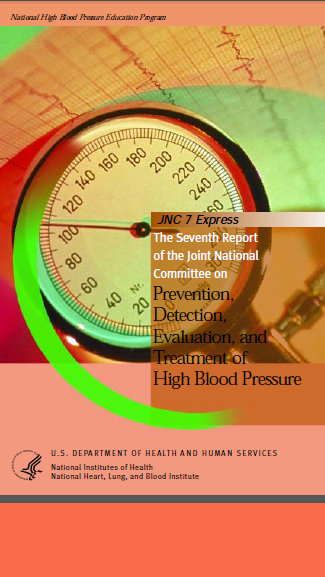 National High Blood Pressure Education Program
200
180
220
160
240
140
120
100
80
60
40
20
Nr.
JNC 7 Express
The Seventh Report
of the Joint National
Committee on
Prevention,
Detection,
Evaluation, and
Treatment of
High Blood Pressure
U.S. DEPARTMENT OF HEALTH AND HUMAN SERVICES
National Institutes of Health
National Heart, Lung, and Blood Institute